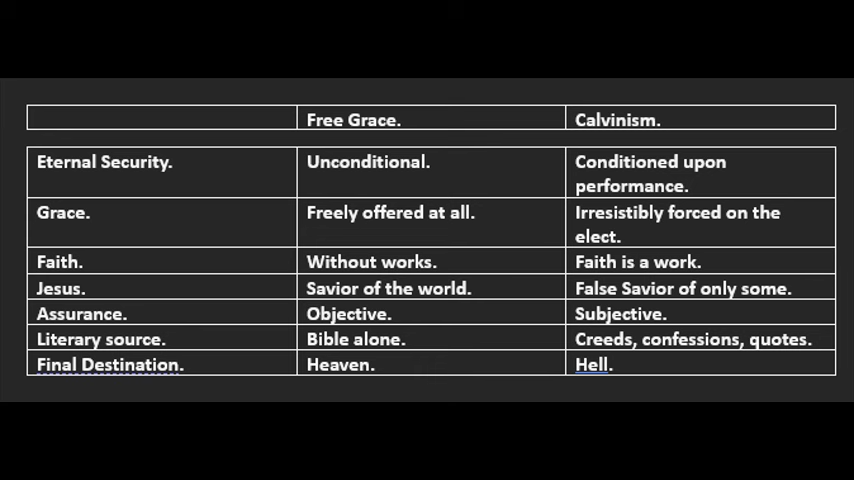 Free Grace. Calvinism.
Eternal Security. Unconditional. Conditioned upon
performance.
Grace. Freely offered at all. Irresistibly forced on the
elect.
Faith. Without works. Faith is a work.
Jesus. Savior of the world. False Savior of only some.
Assurance. Objective. Subjective.
Literary source. Bible alone. Creeds, confessions, quotes.
Final Destination. Heaven. Hell.